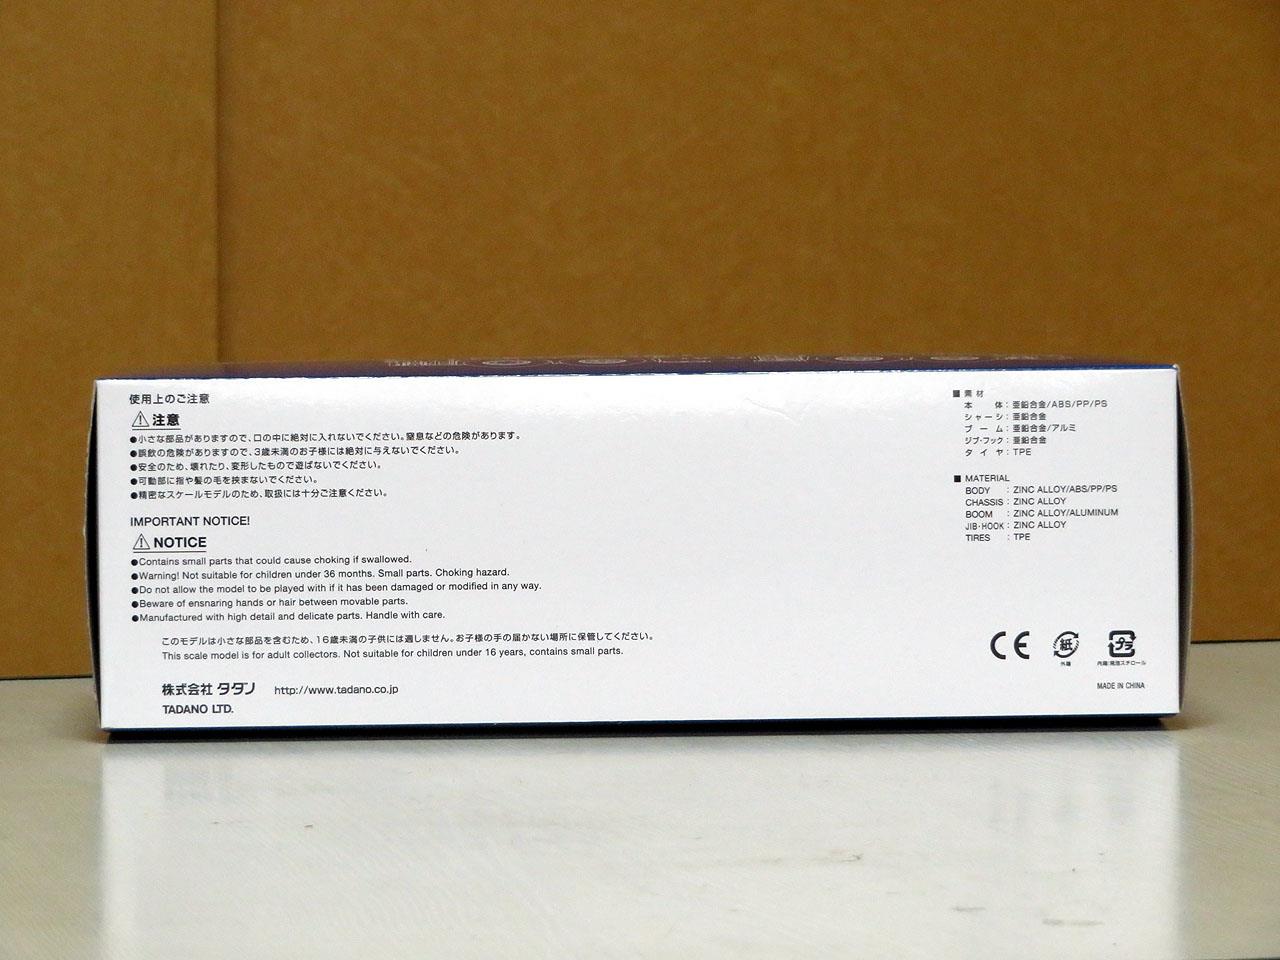 使用上のご注意
⚠注意
●小さな部品がありますので、口の中に絶対に入れないでください。窒息などの危険があります。
●誤飲の危険がありますので、3歳未満のお子様には絶対に与えないでください。
●安全のため、壊れたり、変形したもので遊ばないでください。
●可動部に指や髪の毛を挟まないでください。
●精密なスケールモデルのため、取扱には十分ご注意ください。
IMPORTANT NOTICE!
⚠NOTICE
●Contains small parts that could cause choking if swallowed.
●Warning! Not suitable for children under 36 months. Small parts. Choking hazard.
●Do not allow the model to be played with if it has been damaged or modified in any way.
●Beware of ensnaring hands or hair between movable parts.
●Manufactured with high detail and delicate parts. Handle with care.
このモデルは小さな部品を含むため、16歳未満の子供には適しません。お子様の手の届かない場所に保管してください。
This scale model is for adult collectors. Not suitable for children under 16 years, contains small parts.
株式会社 タダノ http://www.tadano.co.jp
TADANO LTD.
■素材
本体：亜鉛合金/ABS/PP/PS
シャーシ：亜鉛合金
ブーム：亜鉛合金/アルミ
ジブ・フック：亜鉛合金
タイヤ：TPE
■ MATERIAL
BODY : ZINC ALLOY/ABS/PP/PS
CHASSIS : ZINC ALLOY
BOOM : ZINC ALLOY/ALUMINUM
JIB・HOOK : ZINC ALLOY
TIRES : TPE
CE 紙 プラ
外箱 内箱：発泡スチロール
MADE IN CHINA